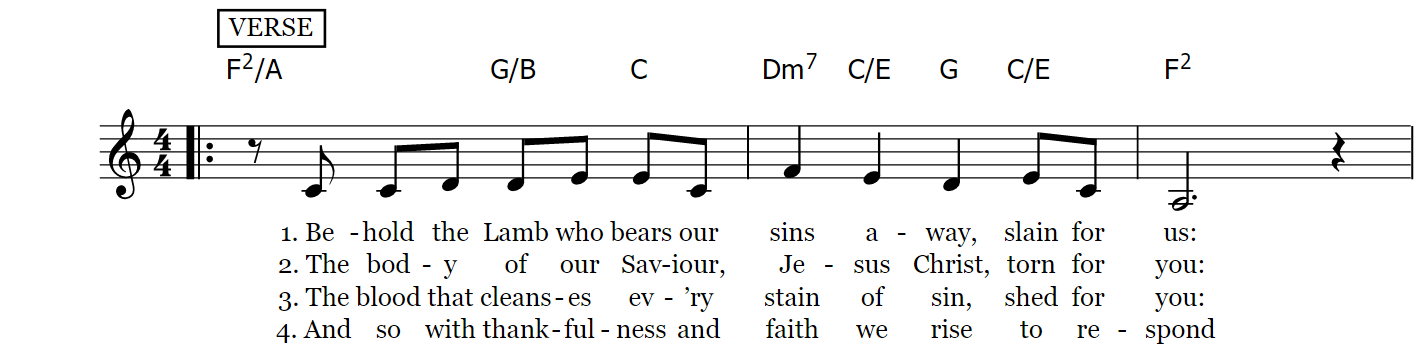 VERSE
F²/A G/B C Dm⁷ C/E G C/E F²
4
4
1. Be - hold the Lamb who bears our sins a - way, slain for us:
2. The bod - y of our Sav - iour, Je - sus Christ, torn for you:
3. The blood that cleans - es ev - ’ry stain of sin, shed for you:
4. And so with thank - ful - ness and faith we rise to re - spond